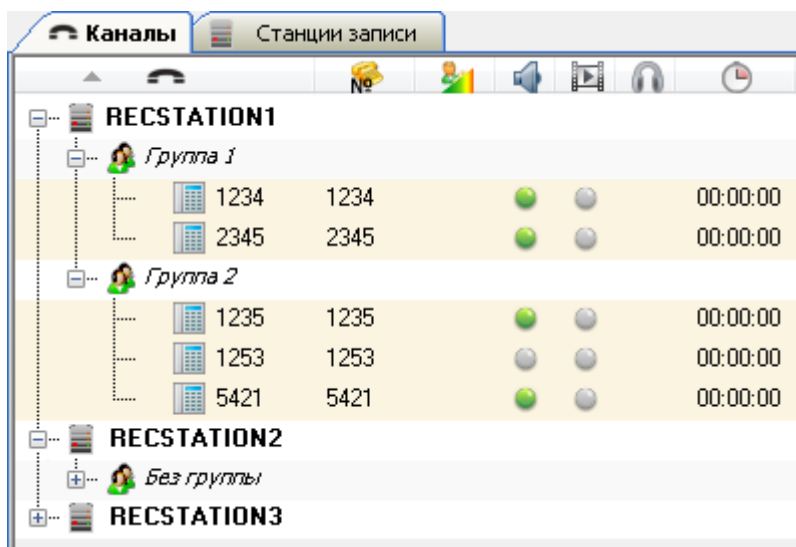 Каналы Станции записи
№
RECSTATION1
Группа 1
1234 1234 00:00:00
2345 2345 00:00:00
Группа 2
1235 1235 00:00:00
1253 1253 00:00:00
5421 5421 00:00:00
RECSTATION2
Без группы
RECSTATION3